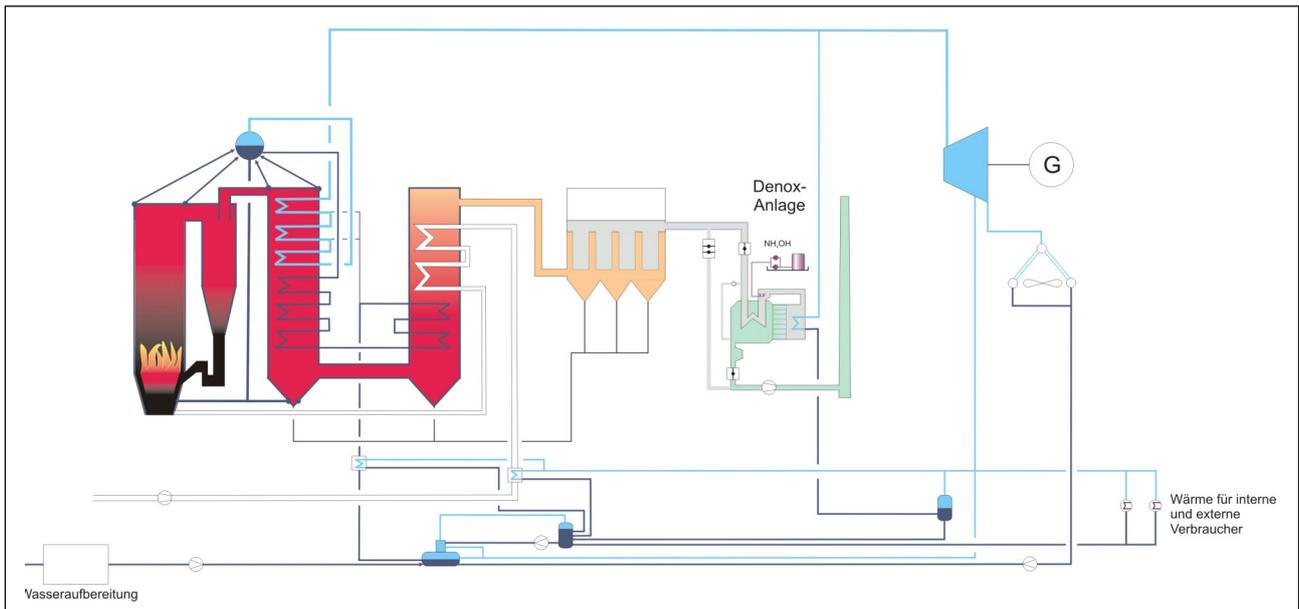 G
Denox-
Anlage
NH₄OH
Wärme für interne
und externe
Verbraucher
Wasseraufbereitung